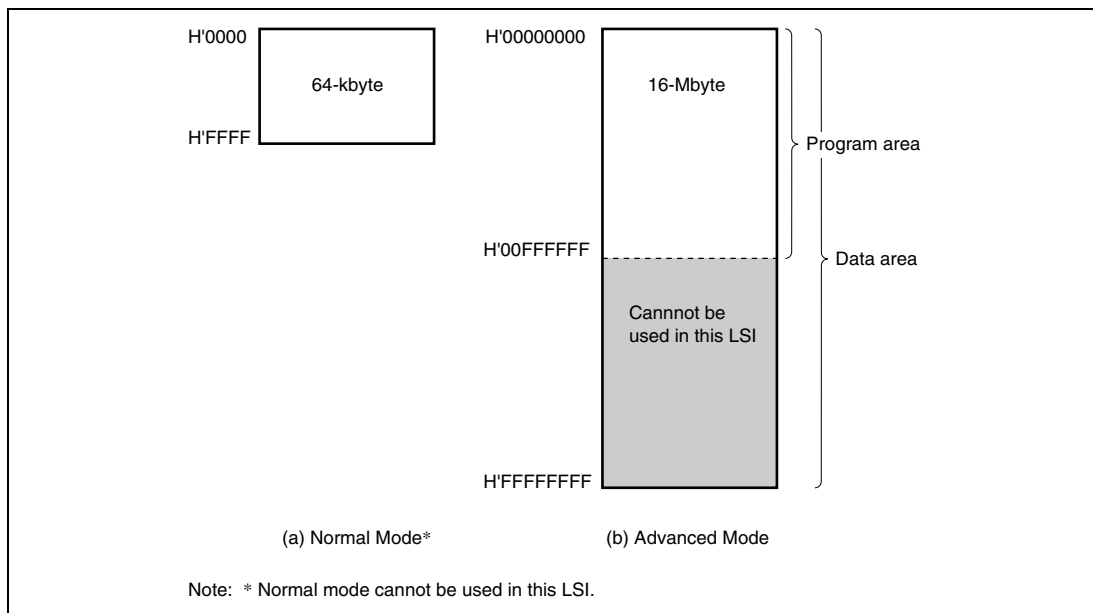 H'0000
64-kbyte
H'FFFF
(a) Normal Mode*
H'00000000
16-Mbyte
Program area
H'00FFFFFF
Data area
Cannnot be
used in this LSI
H'FFFFFFFF
(b) Advanced Mode
Note: * Normal mode cannot be used in this LSI.